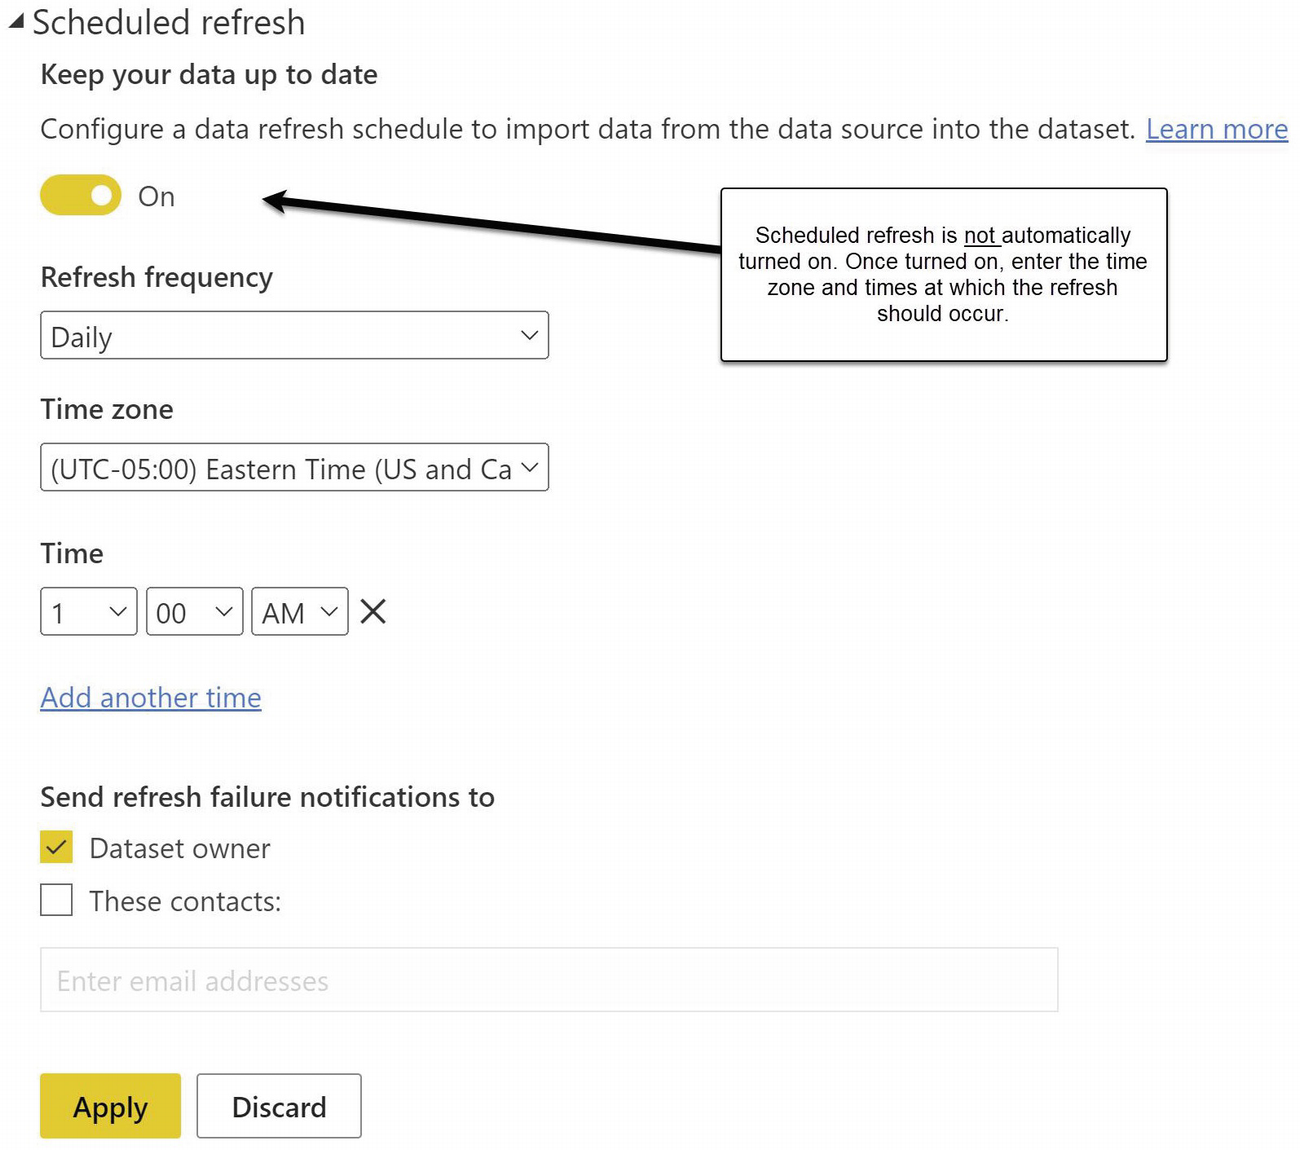 Scheduled refresh
Keep your data up to date
Configure a data refresh schedule to import data from the data source into the dataset. Learn more
On
Scheduled refresh is not automatically
turned on. Once turned on, enter the time
zone and times at which the refresh
should occur.
Refresh frequency
Daily
Time zone
(UTC-05:00) Eastern Time (US and Ca
Time
1 00 AM
Add another time
Send refresh failure notifications to
Dataset owner
These contacts:
Enter email addresses
Apply Discard